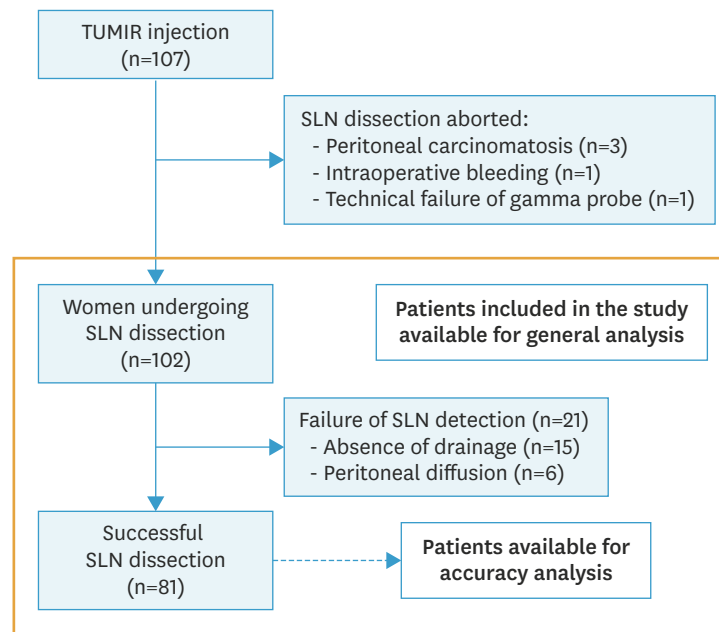 TUMIR injection
(n=107)
SLN dissection aborted:
- Peritoneal carcinomatosis (n=3)
- Intraoperative bleeding (n=1)
- Technical failure of gamma probe (n=1)
Women undergoing
SLN dissection
(n=102)
Patients included in the study
available for general analysis
Failure of SLN detection (n=21)
- Absence of drainage (n=15)
- Peritoneal diffusion (n=6)
Successful
SLN dissection
(n=81)
Patients available for
accuracy analysis